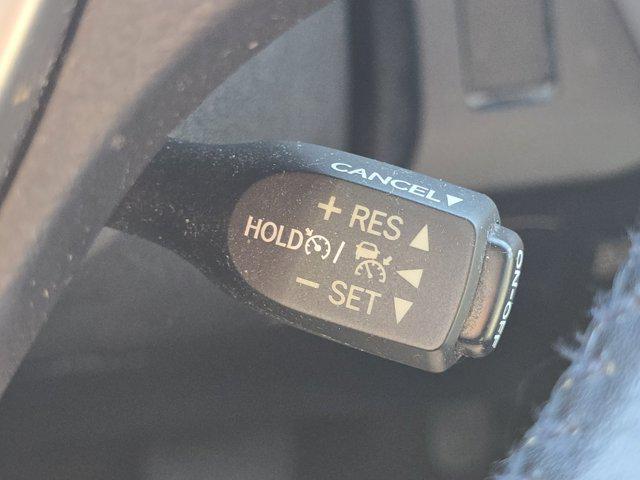 CANCEL▼
+ RES ▲
HOLD / ◀
− SET ▼
ON-OFF